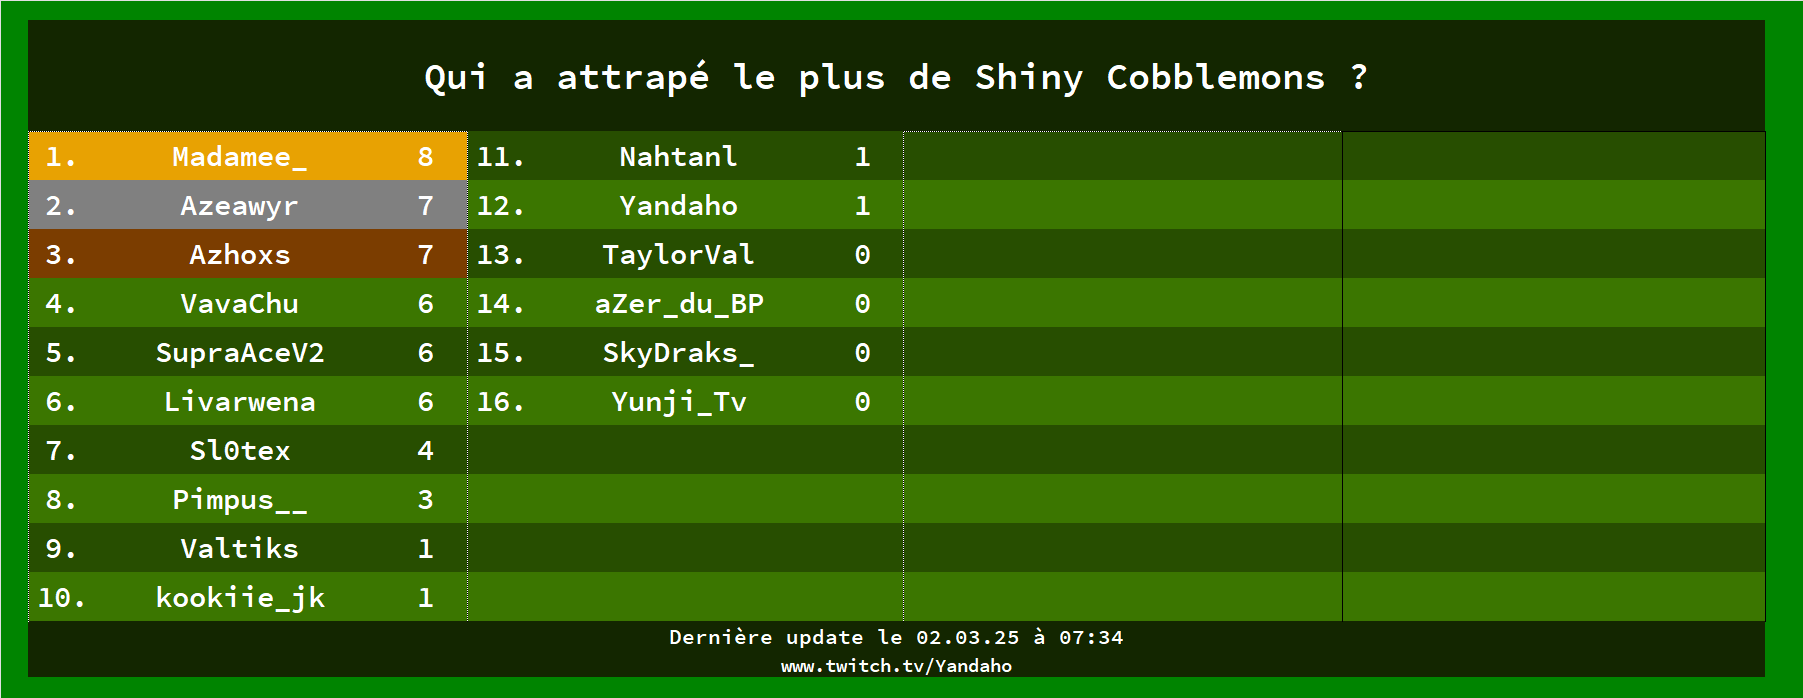 Qui a attrapé le plus de Shiny Cobblemons ?
1. Madamee_ 8
2. Azeawyr 7
3. Azhoxs 7
4. VavaChu 6
5. SupraAceV2 6
6. Livarwena 6
7. Sl0tex 4
8. Pimpus__ 3
9. Valtiks 1
10. kookiie_jk 1
11. Nahtanl 1
12. Yandaho 1
13. TaylorVal 0
14. aZer_du_BP 0
15. SkyDraks_ 0
16. Yunji_Tv 0
Dernière update le 02.03.25 à 07:34
www.twitch.tv/Yandaho